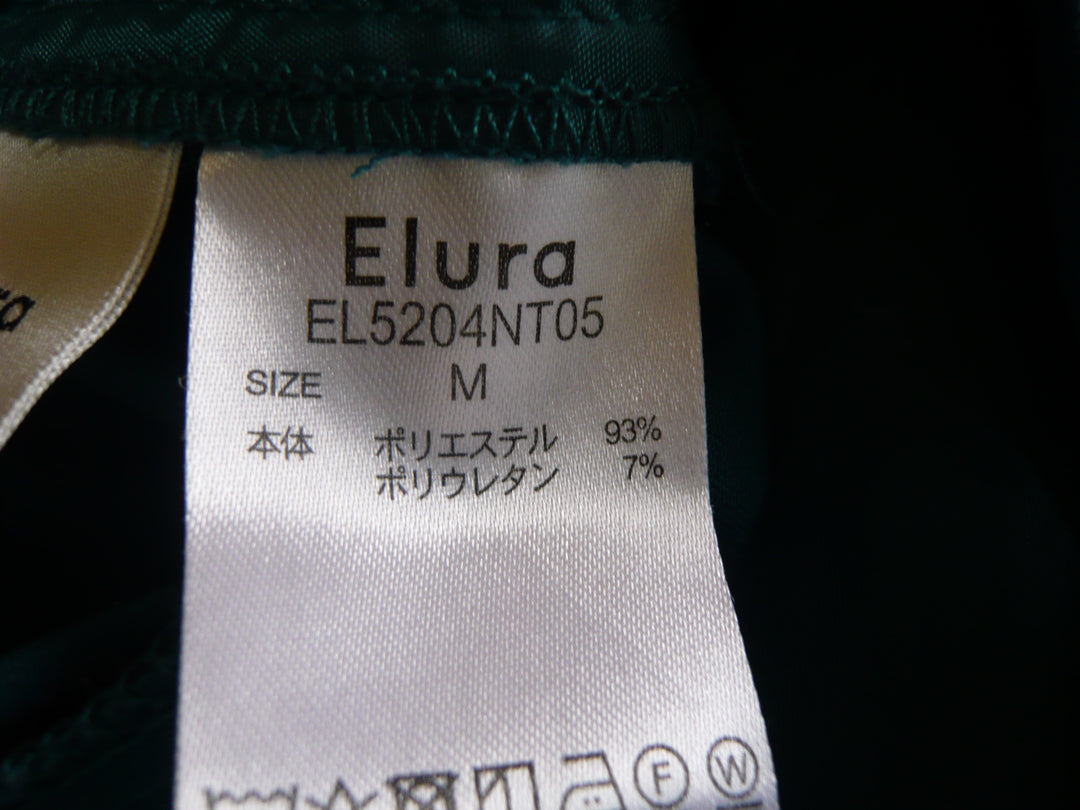 Elura
EL5204NT05
SIZE M
本体 ポリエステル 93%
ポリウレタン 7%
F W
ra